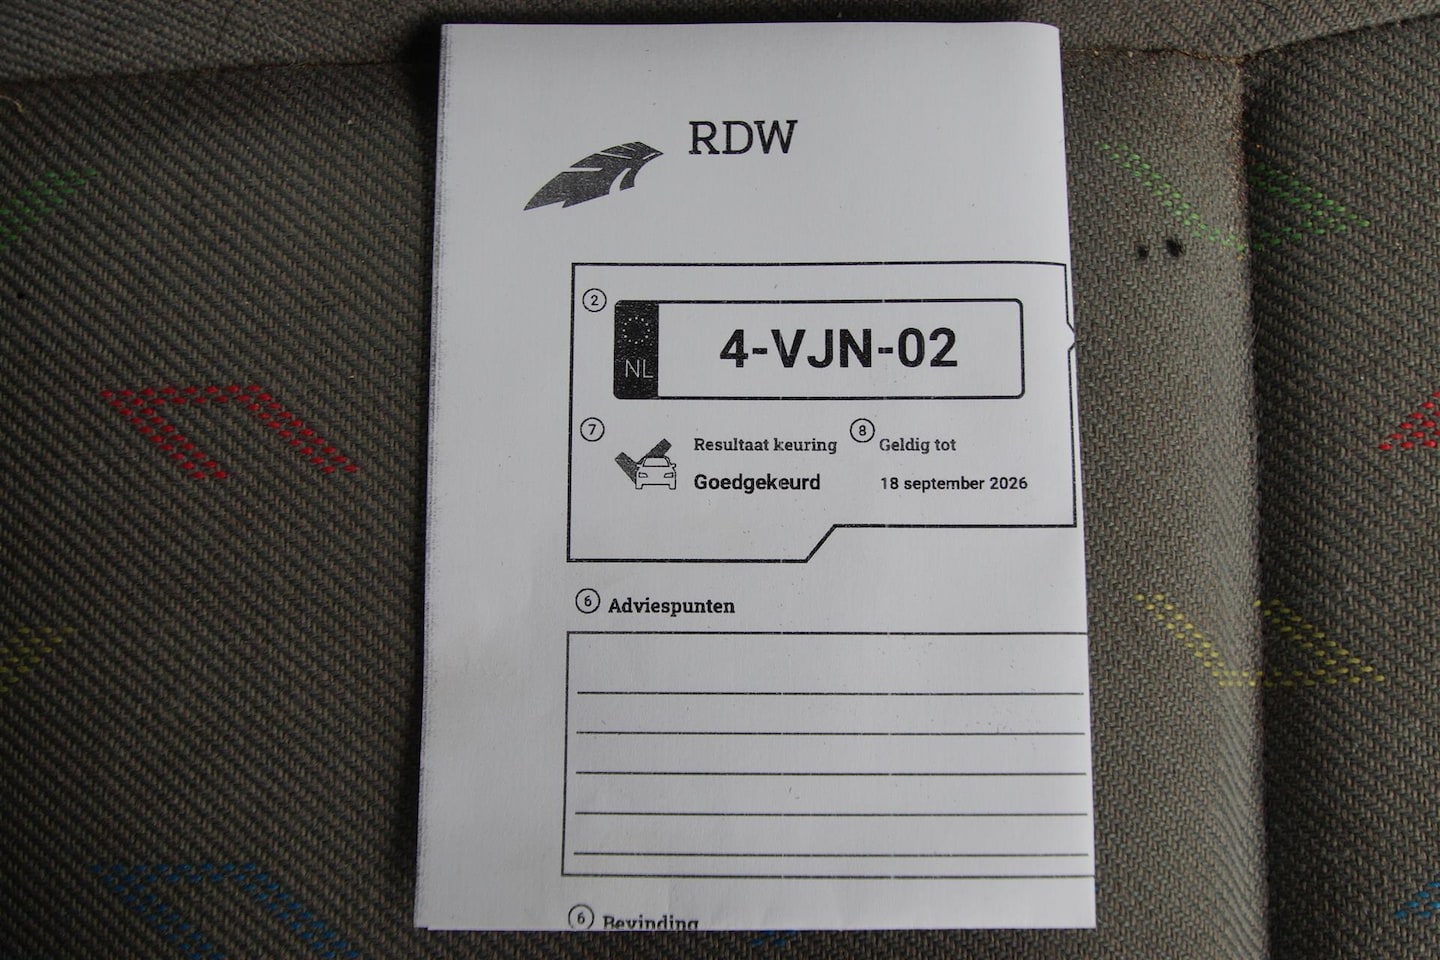 RDW
2
NL
4-VJN-02
7
Resultaat keuring
8
Geldig tot
Goedgekeurd
18 september 2026
6 Adviespunten
6 Bevinding